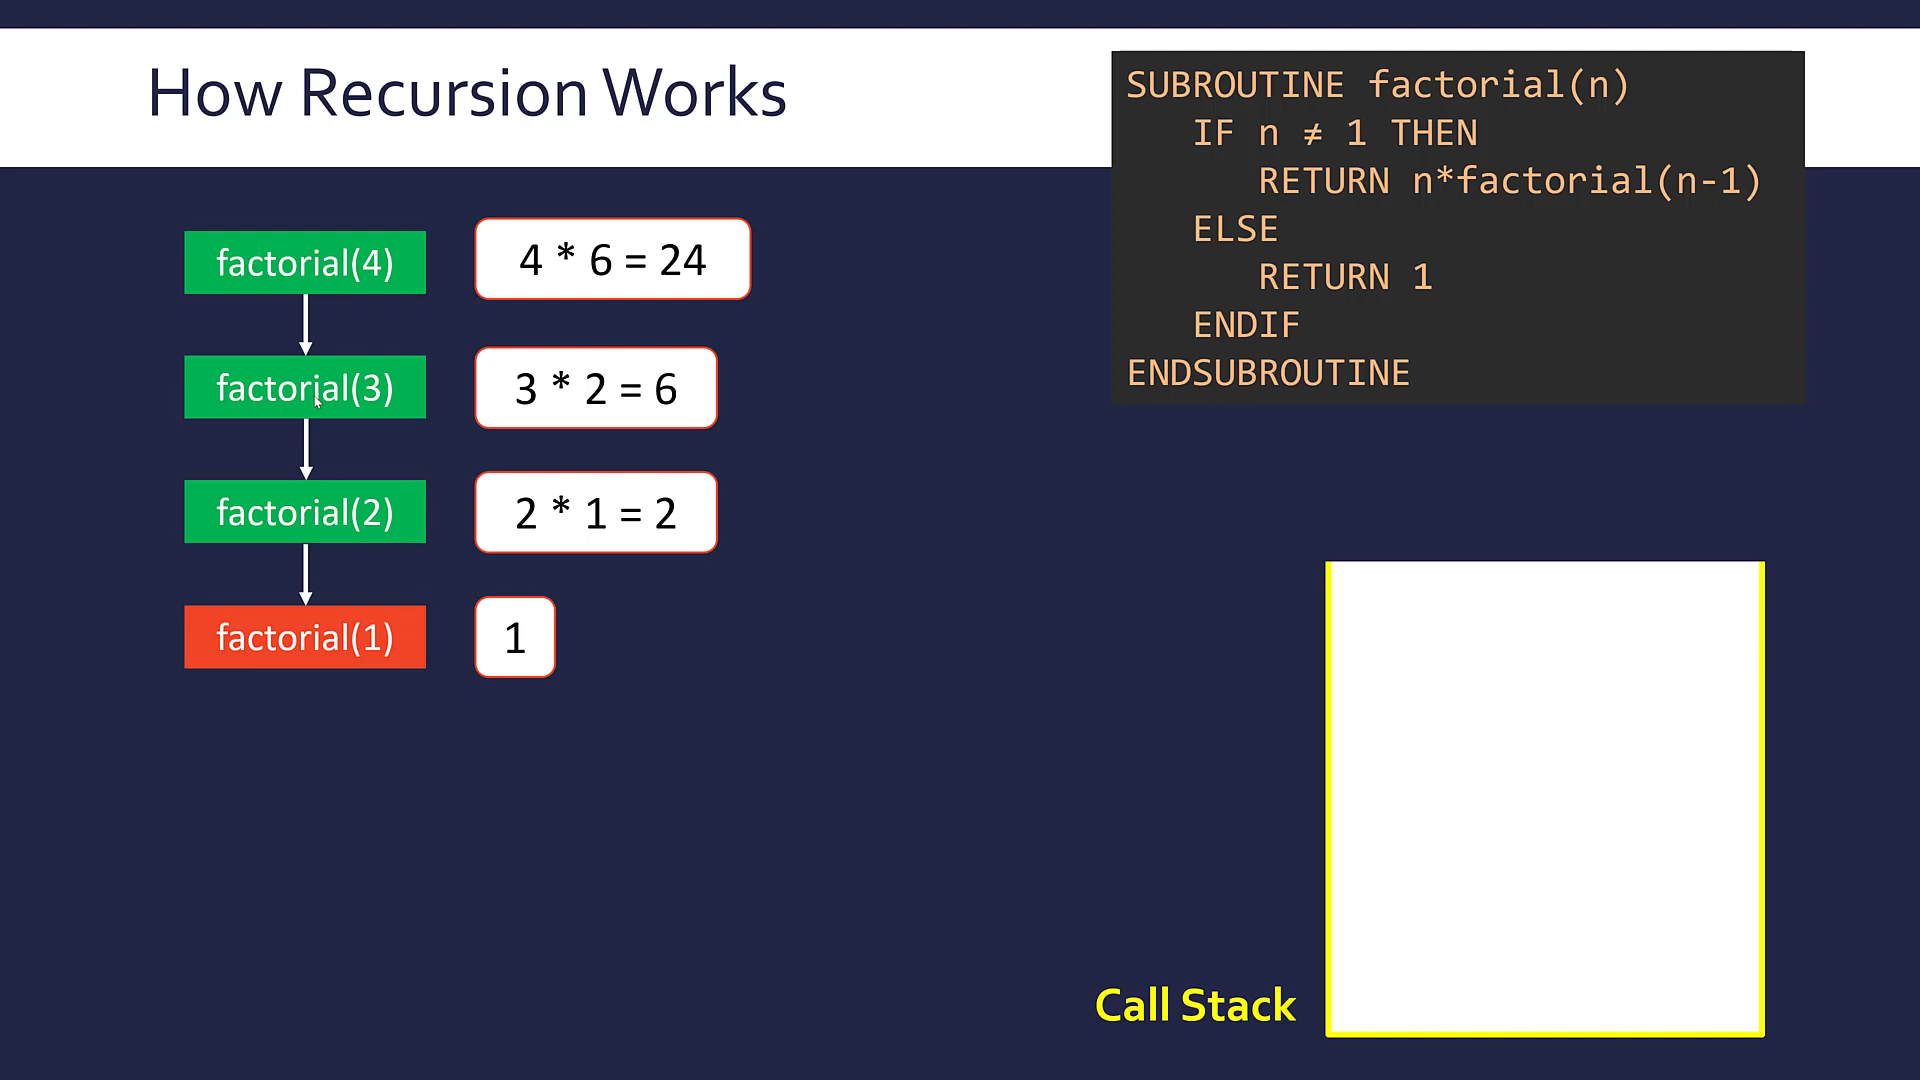 How Recursion Works
SUBROUTINE factorial(n)
IF n ≠ 1 THEN
RETURN n*factorial(n-1)
ELSE
RETURN 1
ENDIF
ENDSUBROUTINE
factorial(4)
4 * 6 = 24
factorial(3)
3 * 2 = 6
factorial(2)
2 * 1 = 2
factorial(1)
1
Call Stack